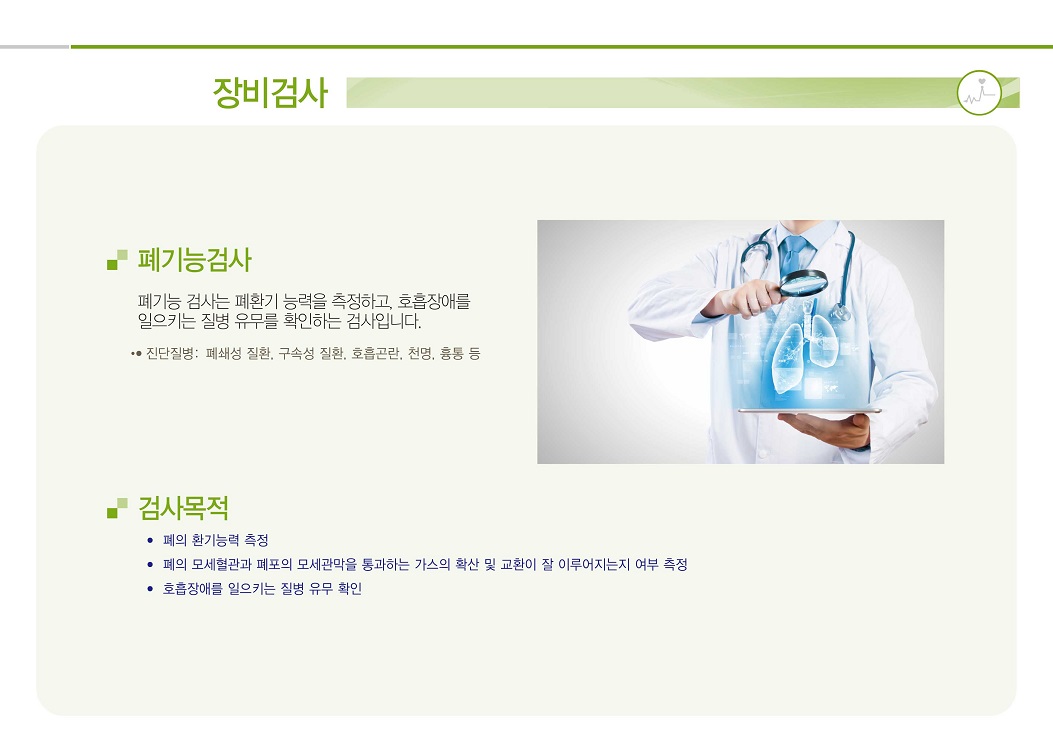 장비검사
폐기능검사
폐기능 검사는 폐환기 능력을 측정하고, 호흡장애를
일으키는 질병 유무를 확인하는 검사입니다.
•● 진단질병: 폐쇄성 질환, 구속성 질환, 호흡곤란, 천명, 흉통 등
검사목적
● 폐의 환기능력 측정
● 폐의 모세혈관과 폐포의 모세관막을 통과하는 가스의 확산 및 교환이 잘 이루어지는지 여부 측정
● 호흡장애를 일으키는 질병 유무 확인